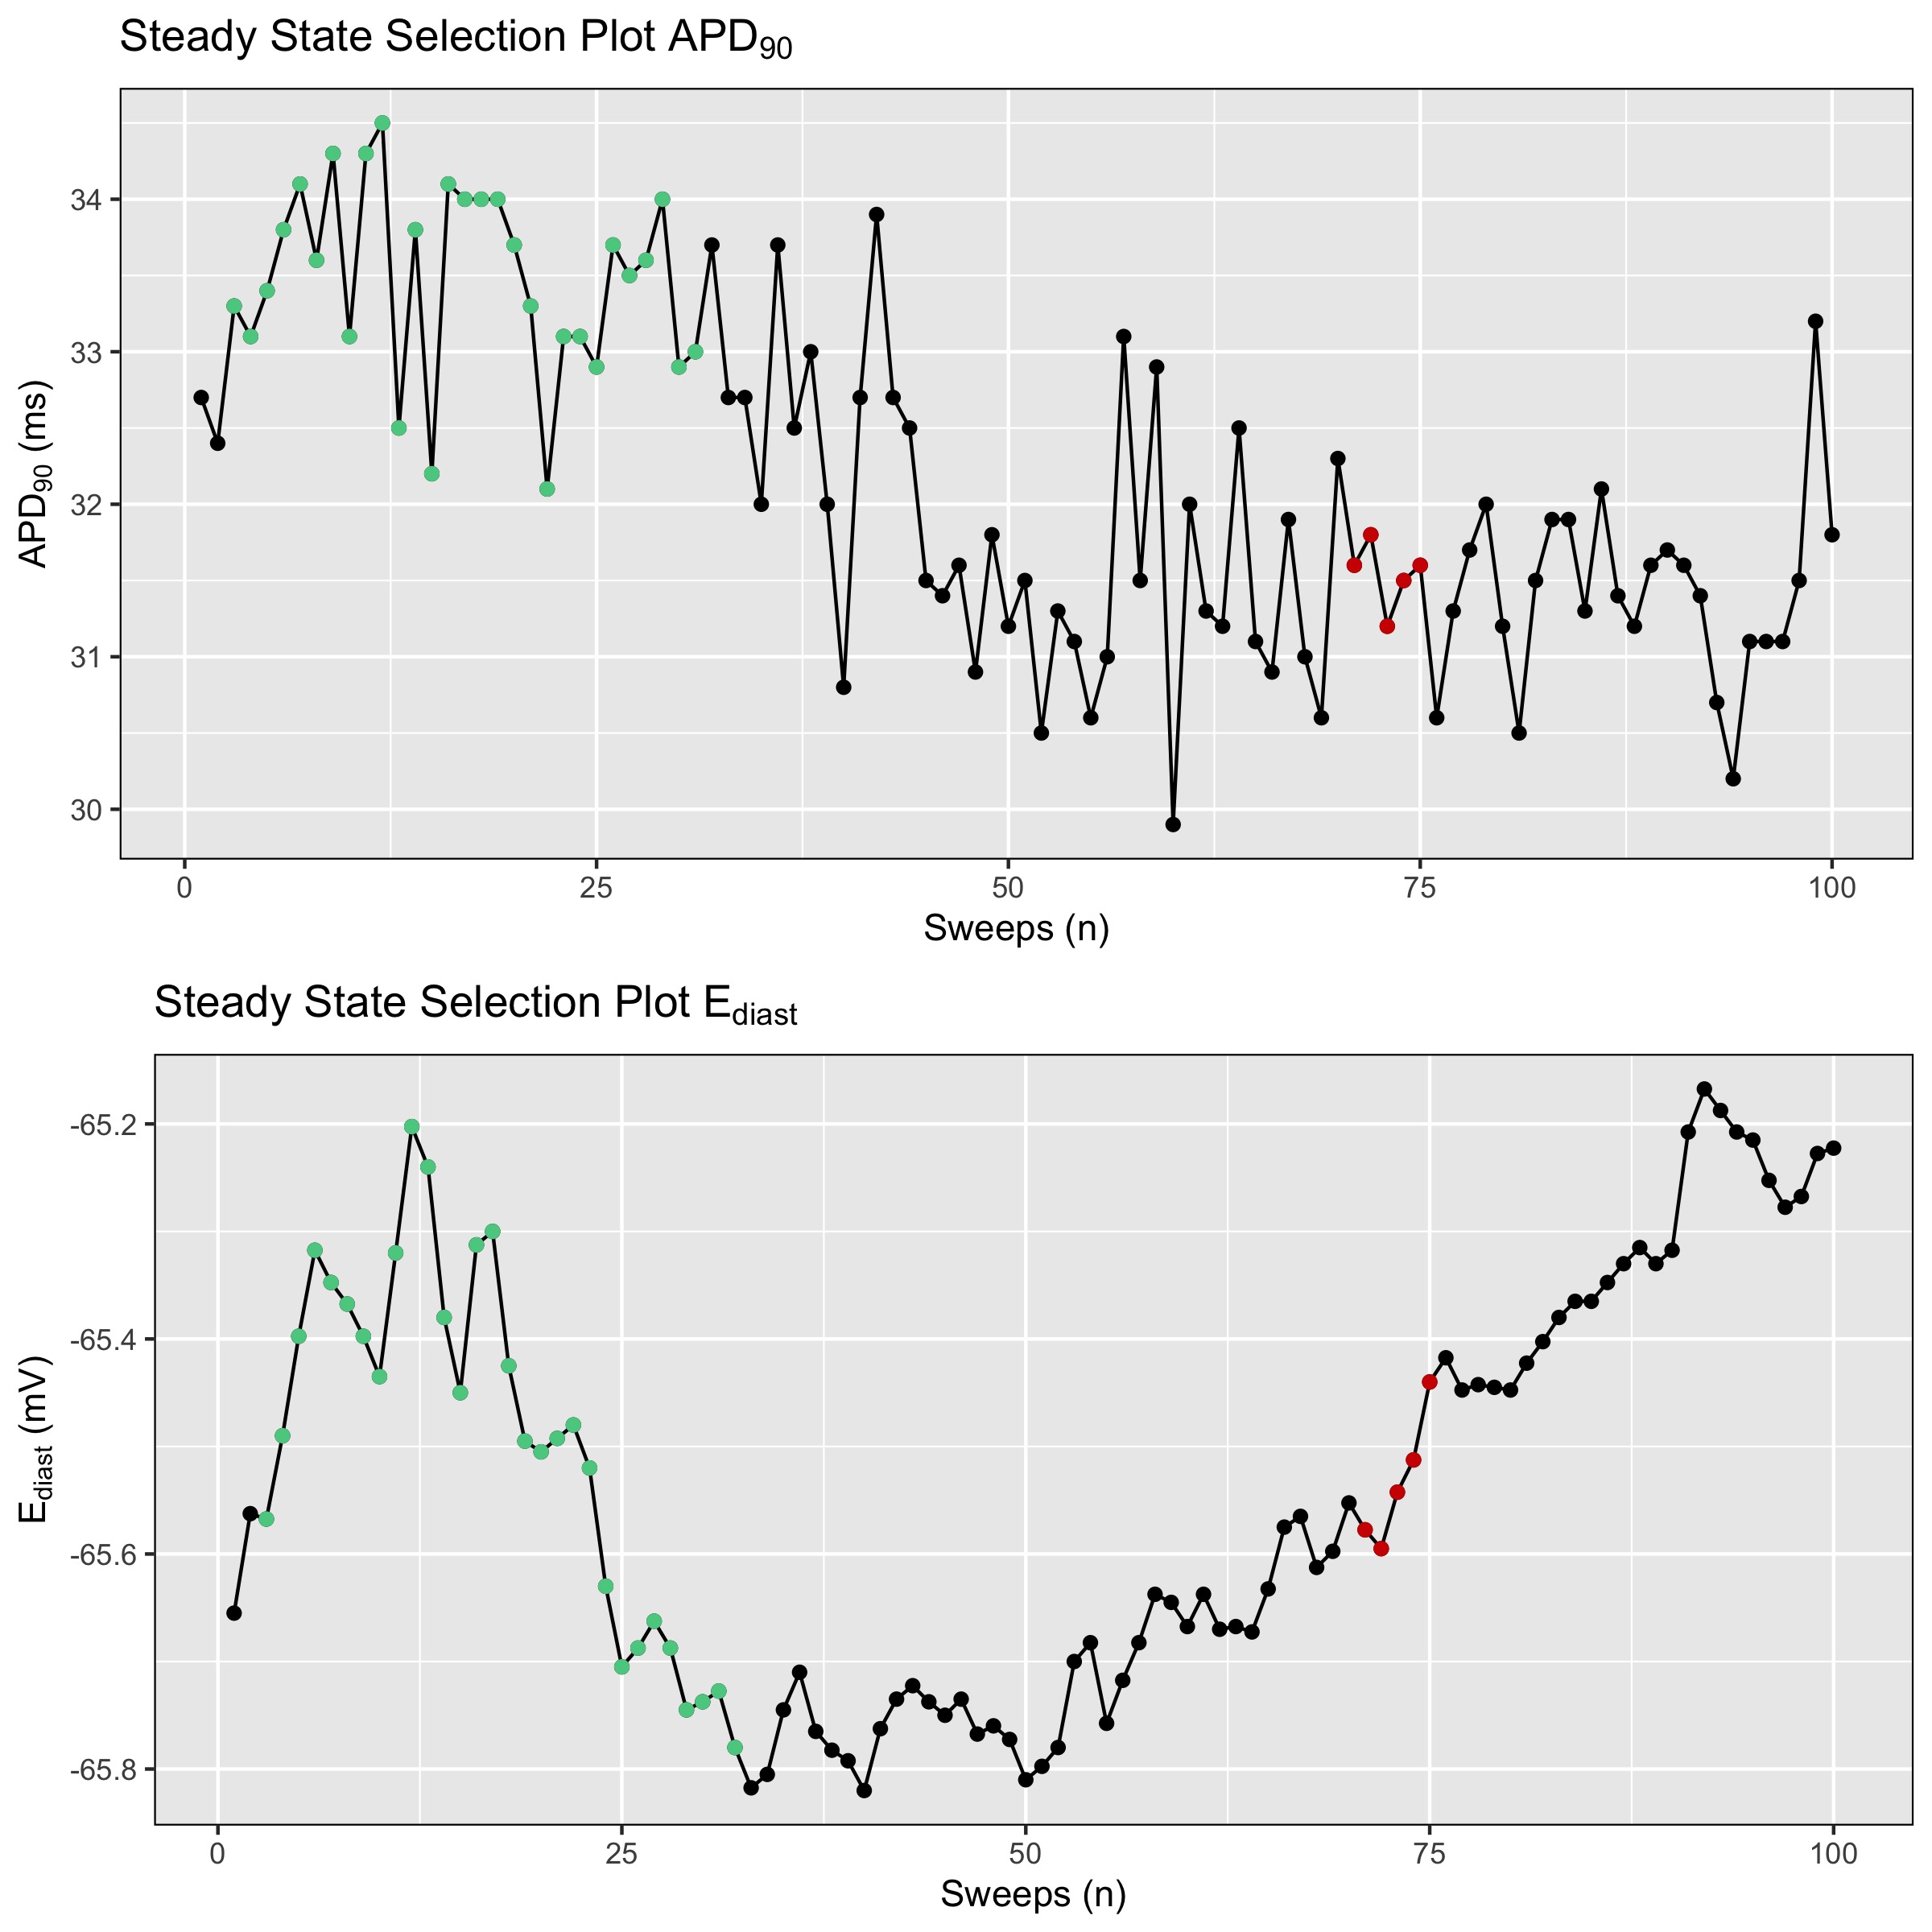 Steady State Selection Plot APD90
34
33
32
31
30
APD90 (ms)
0 25 50 75 100
Sweeps (n)
Steady State Selection Plot Ediast
-65.2
-65.4
-65.6
-65.8
Ediast (mV)
0 25 50 75 100
Sweeps (n)